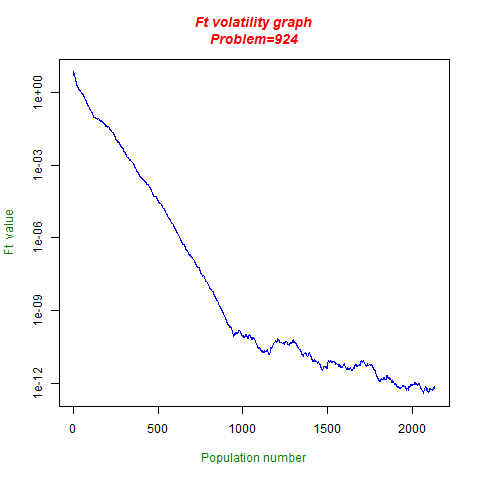 Ft volatility graph
Problem=924
1e+00
1e-03
1e-06
1e-09
1e-12
Ft value
0
500
1000
1500
2000
Population number